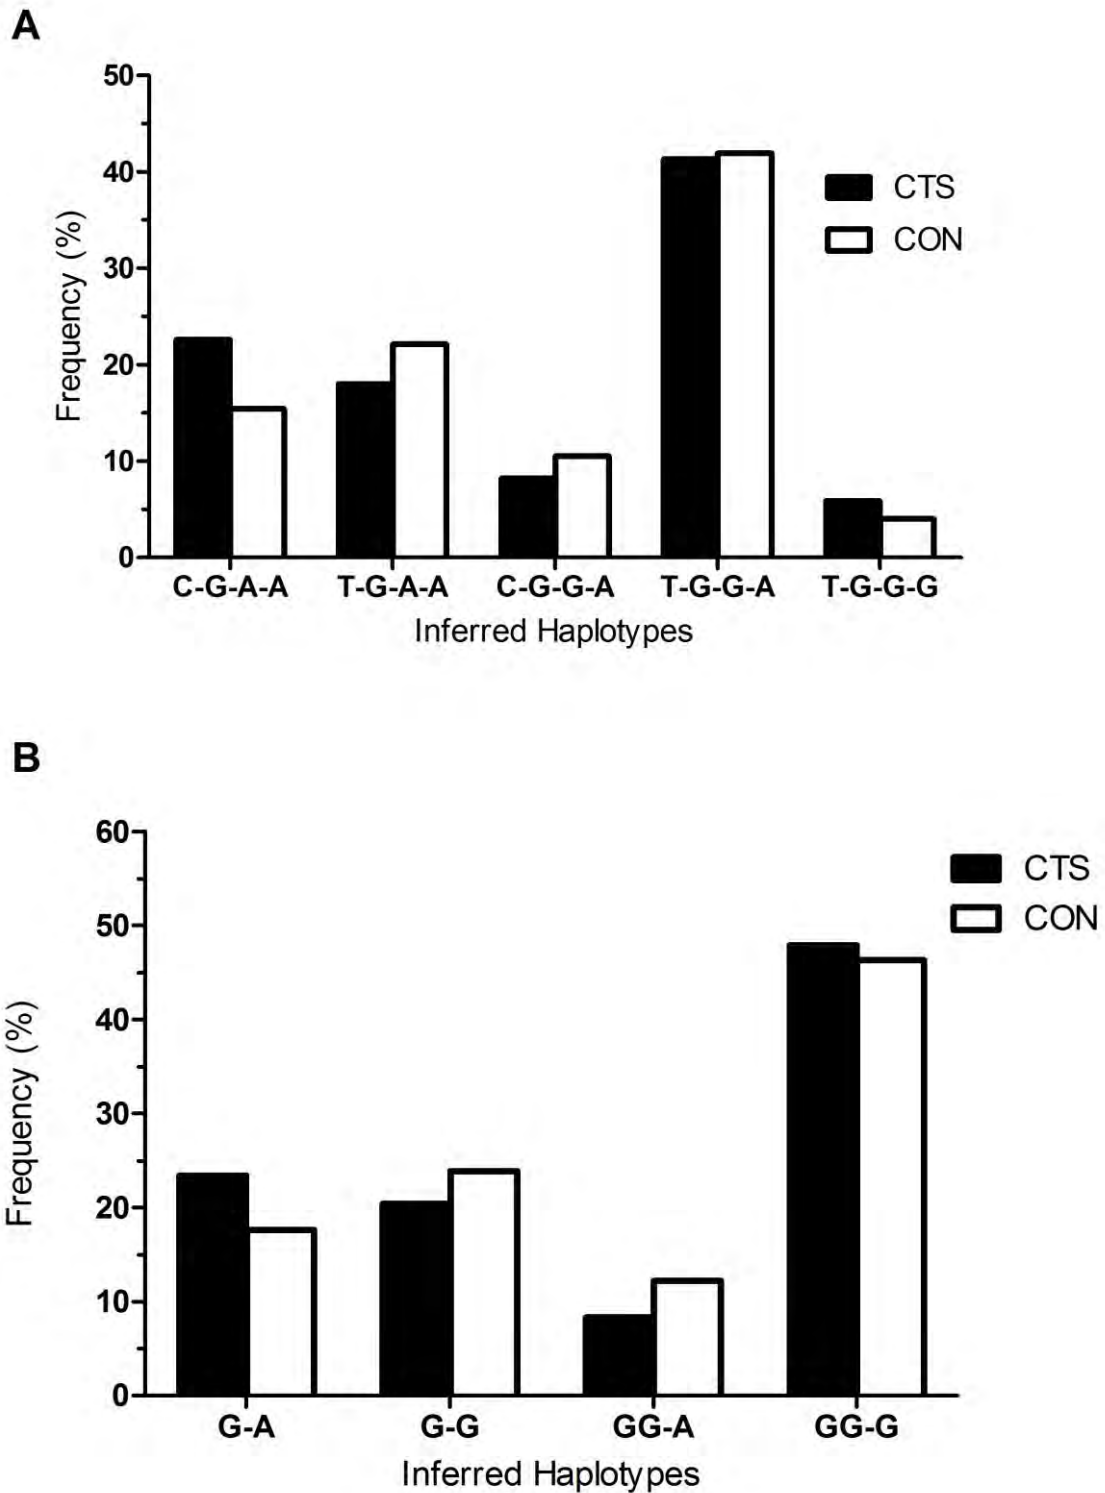 A
50
40
30
20
10
0
Frequency (%)
CTS
CON
C-G-A-A T-G-A-A C-G-G-A T-G-G-A T-G-G-G
Inferred Haplotypes
B
60
50
40
30
20
10
0
Frequency (%)
CTS
CON
G-A G-G GG-A GG-G
Inferred Haplotypes